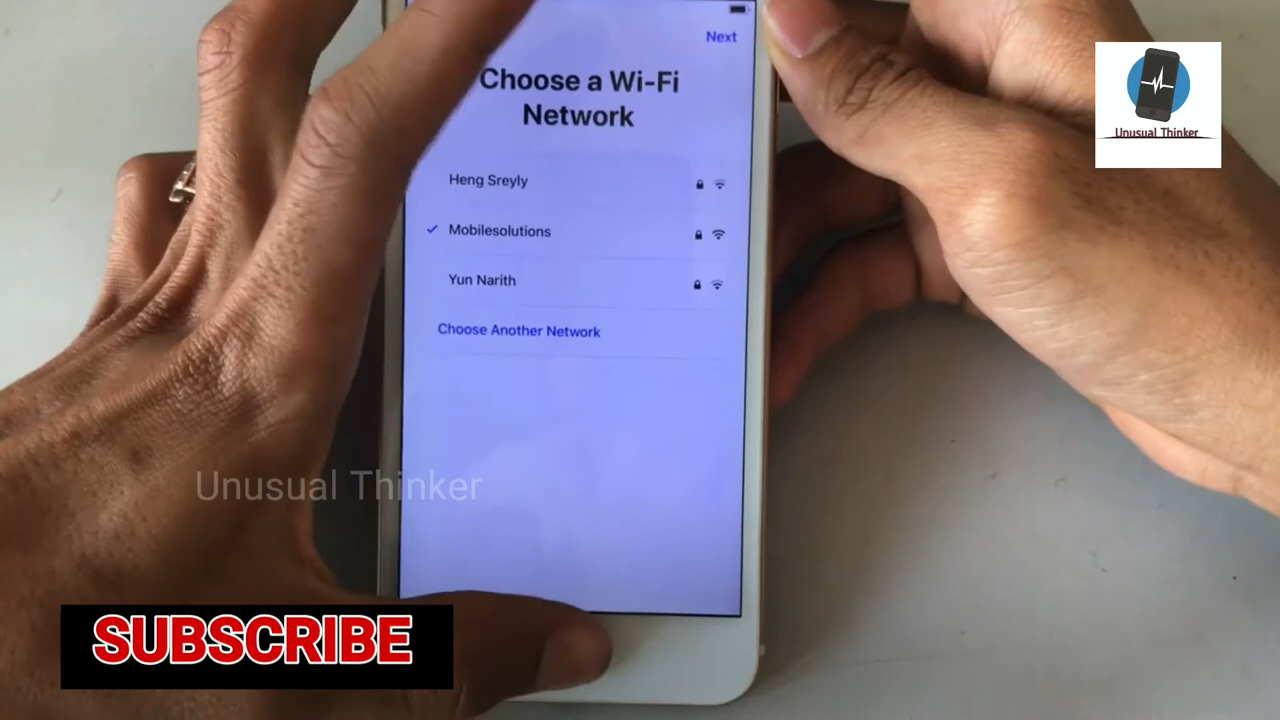 Next
Choose a Wi-Fi
Network
Unusual Thinker
Heng Sreyly
Mobilesolutions
Yun Narith
Choose Another Network
Unusual Thinker
SUBSCRIBE